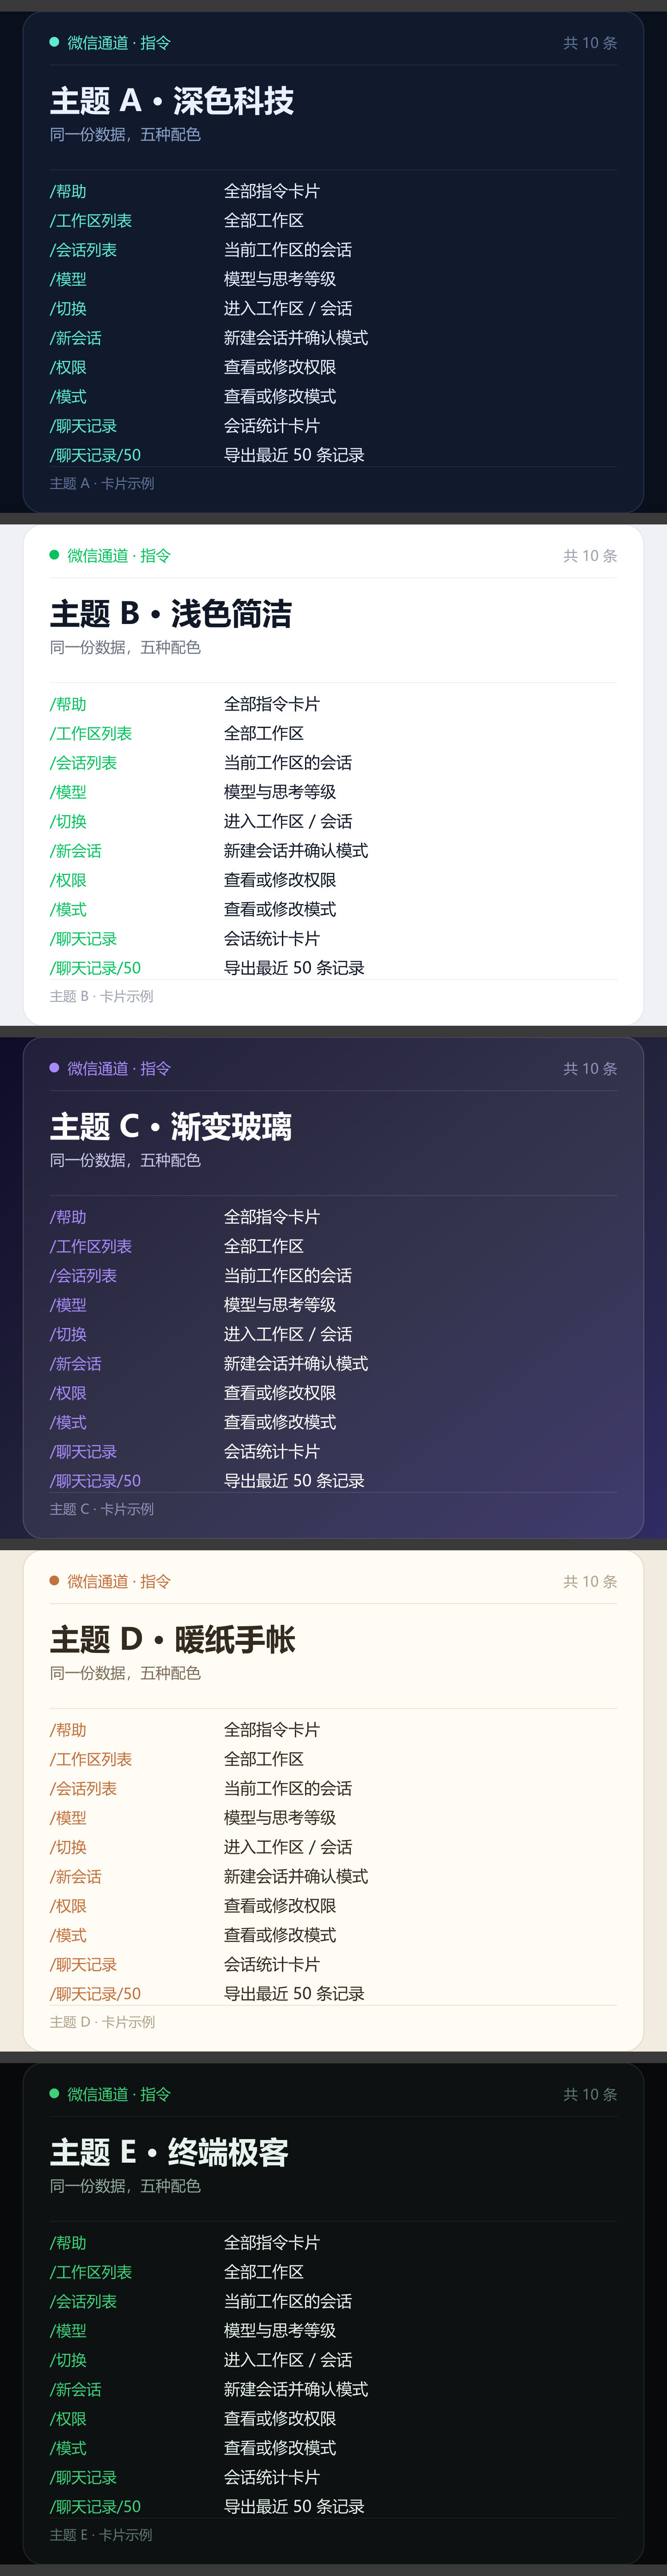 微信通道 · 指令 共 10 条
主题 A · 深色科技
同一份数据，五种配色
/帮助 全部指令卡片
/工作区列表 全部工作区
/会话列表 当前工作区的会话
/模型 模型与思考等级
/切换 进入工作区 / 会话
/新会话 新建会话并确认模式
/权限 查看或修改权限
/模式 查看或修改模式
/聊天记录 会话统计卡片
/聊天记录/50 导出最近 50 条记录
主题 A · 卡片示例
微信通道 · 指令 共 10 条
主题 B · 浅色简洁
同一份数据，五种配色
/帮助 全部指令卡片
/工作区列表 全部工作区
/会话列表 当前工作区的会话
/模型 模型与思考等级
/切换 进入工作区 / 会话
/新会话 新建会话并确认模式
/权限 查看或修改权限
/模式 查看或修改模式
/聊天记录 会话统计卡片
/聊天记录/50 导出最近 50 条记录
主题 B · 卡片示例
微信通道 · 指令 共 10 条
主题 C · 渐变玻璃
同一份数据，五种配色
/帮助 全部指令卡片
/工作区列表 全部工作区
/会话列表 当前工作区的会话
/模型 模型与思考等级
/切换 进入工作区 / 会话
/新会话 新建会话并确认模式
/权限 查看或修改权限
/模式 查看或修改模式
/聊天记录 会话统计卡片
/聊天记录/50 导出最近 50 条记录
主题 C · 卡片示例
微信通道 · 指令 共 10 条
主题 D · 暖纸手帐
同一份数据，五种配色
/帮助 全部指令卡片
/工作区列表 全部工作区
/会话列表 当前工作区的会话
/模型 模型与思考等级
/切换 进入工作区 / 会话
/新会话 新建会话并确认模式
/权限 查看或修改权限
/模式 查看或修改模式
/聊天记录 会话统计卡片
/聊天记录/50 导出最近 50 条记录
主题 D · 卡片示例
微信通道 · 指令 共 10 条
主题 E · 终端极客
同一份数据，五种配色
/帮助 全部指令卡片
/工作区列表 全部工作区
/会话列表 当前工作区的会话
/模型 模型与思考等级
/切换 进入工作区 / 会话
/新会话 新建会话并确认模式
/权限 查看或修改权限
/模式 查看或修改模式
/聊天记录 会话统计卡片
/聊天记录/50 导出最近 50 条记录
主题 E · 卡片示例